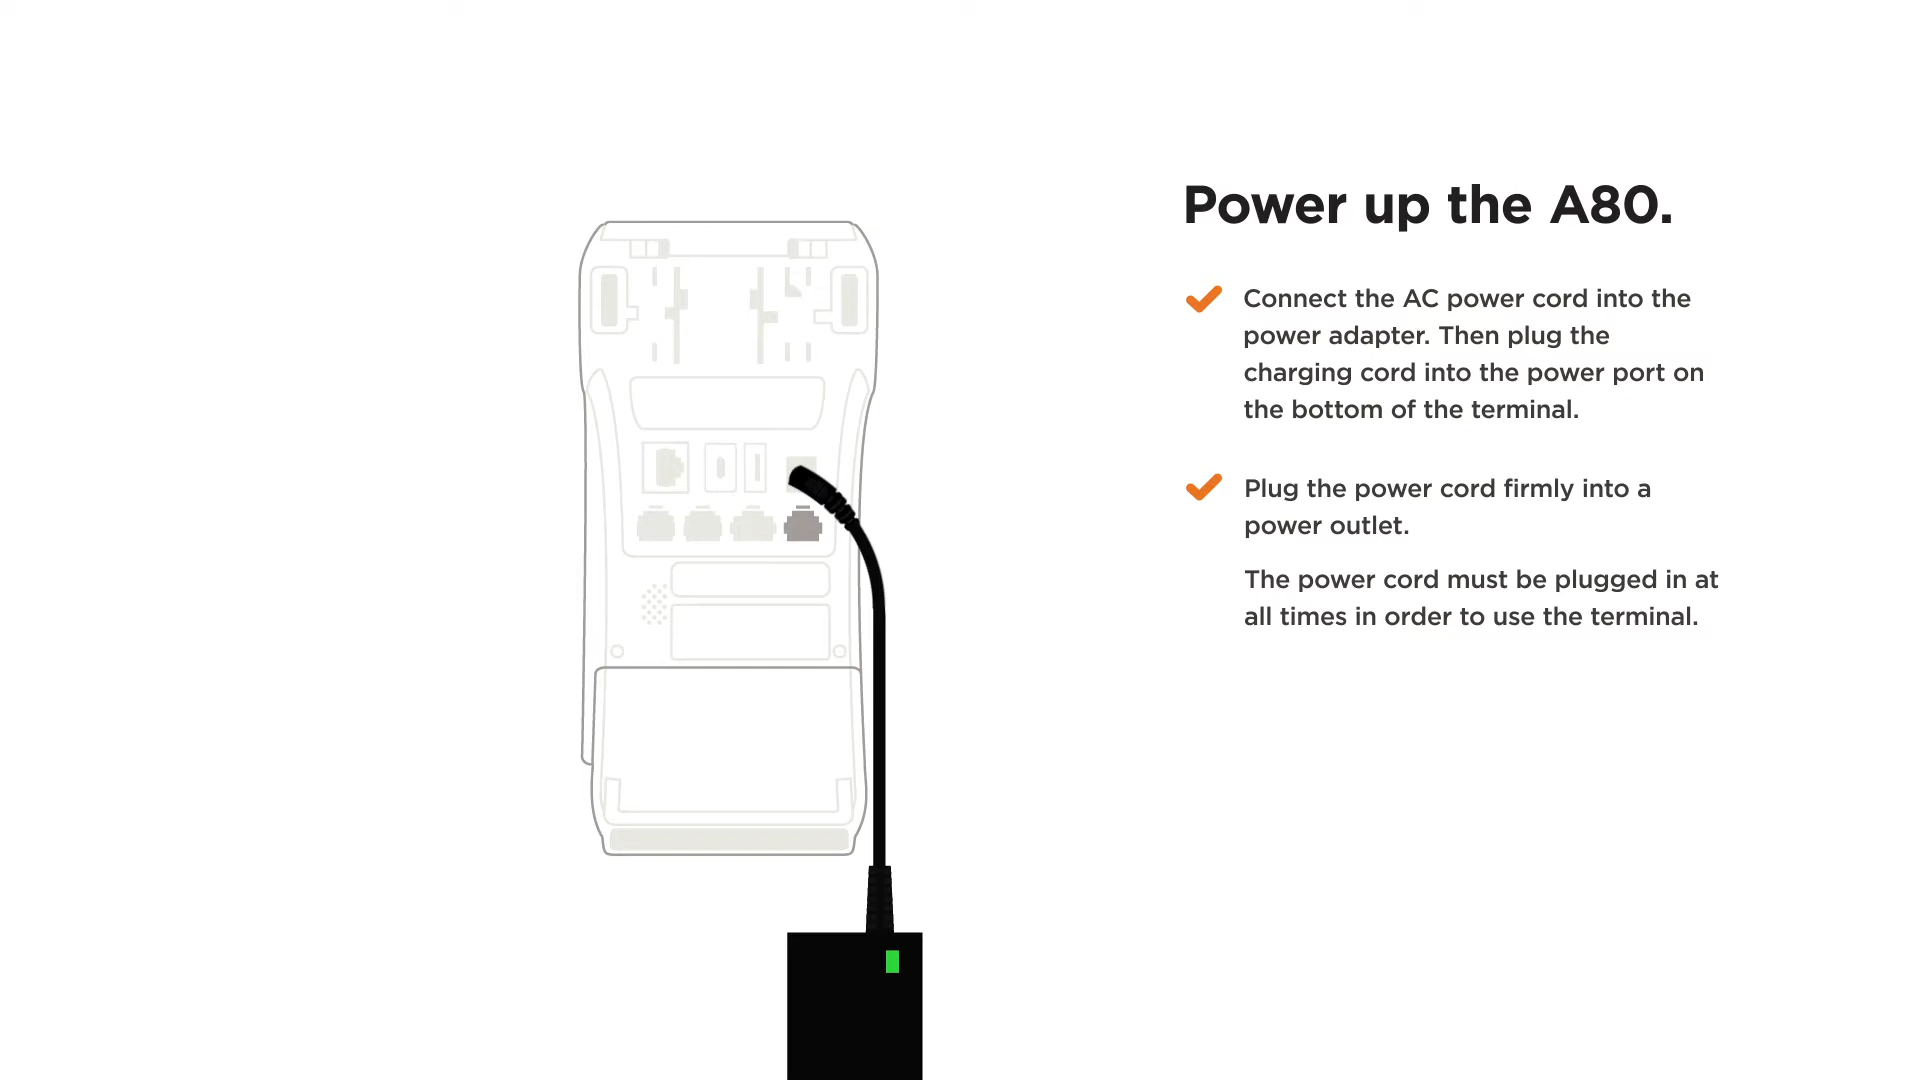 Power up the A80.
Connect the AC power cord into the
power adapter. Then plug the
charging cord into the power port on
the bottom of the terminal.
Plug the power cord firmly into a
power outlet.
The power cord must be plugged in at
all times in order to use the terminal.